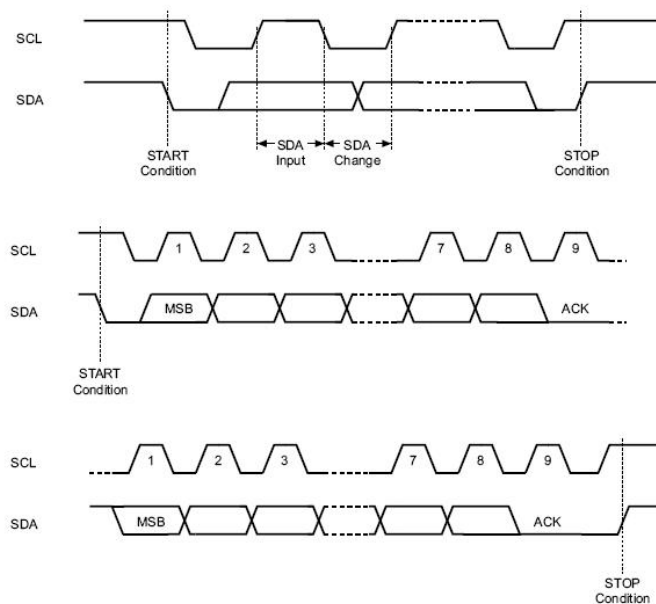 SCL
SDA
SDA
Input
SDA
Change
START
Condition
STOP
Condition
SCL
1 2 3 7 8 9
SDA
MSB ACK
START
Condition
SCL
1 2 3 7 8 9
SDA
MSB ACK
STOP
Condition